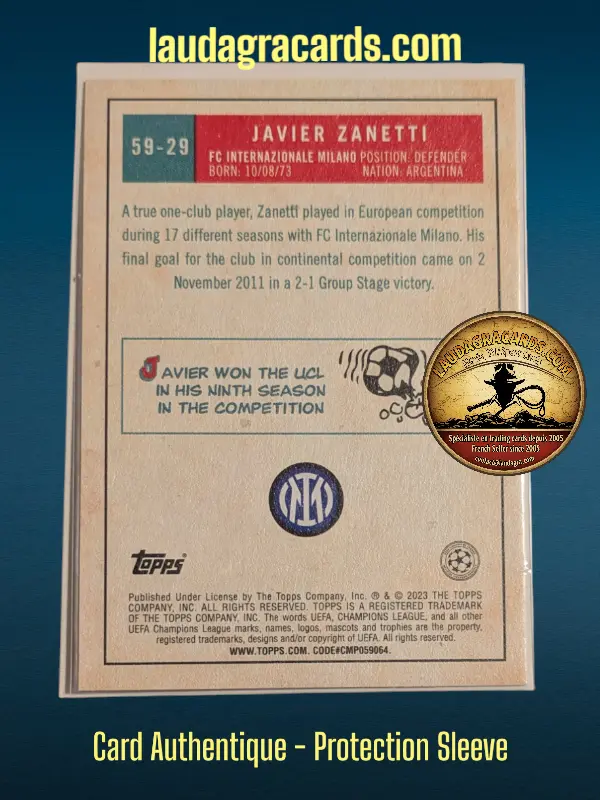 laudagracards.com
59-29
JAVIER ZANETTI
FC INTERNAZIONALE MILANO POSITION: DEFENDER
BORN: 10/08/73 NATION: ARGENTINA
A true one-club player, Zanetti played in European competition
during 17 different seasons with FC Internazionale Milano. His
final goal for the club in continental competition came on 2
November 2011 in a 2-1 Group Stage victory.
JAVIER WON THE UCL
IN HIS NINTH SEASON
IN THE COMPETITION
LAUDAGRACARDS.COM
Spécialiste en trading cards depuis 2005
French Seller since 2005
IM
Topps
Published Under License by The Topps Company, Inc. ® & © 2023 THE TOPPS
COMPANY, INC. ALL RIGHTS RESERVED. TOPPS IS A REGISTERED TRADEMARK
OF THE TOPPS COMPANY, INC. The words UEFA, CHAMPIONS LEAGUE, and all other
UEFA Champions League marks, names, logos, mascots and trophies are the property,
registered trademarks, designs and/or copyright of UEFA. All rights reserved.
WWW.TOPPS.COM. CODE#CMP059064.
Card Authentique - Protection Sleeve